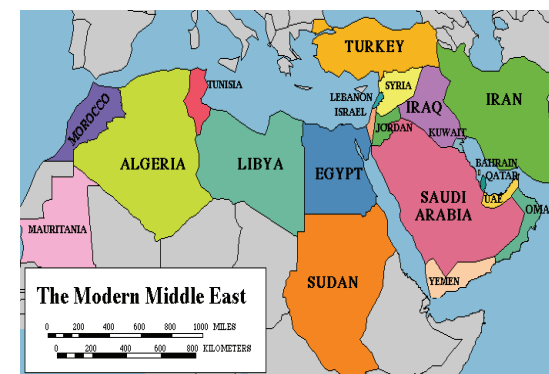 TURKEY
TUNISIA
SYRIA
LEBANON
IRAN
MOROCCO
IRAQ
ISRAEL
JORDAN
KUWAIT
ALGERIA
LIBYA
EGYPT
BAHRAIN
QATAR
SAUDI
ARABIA
UAE
OMA
MAURITANIA
SUDAN
YEMEN
The Modern Middle East
0 200 400 600 800 1000 MILES
0 200 400 600 800 KILOMETERS